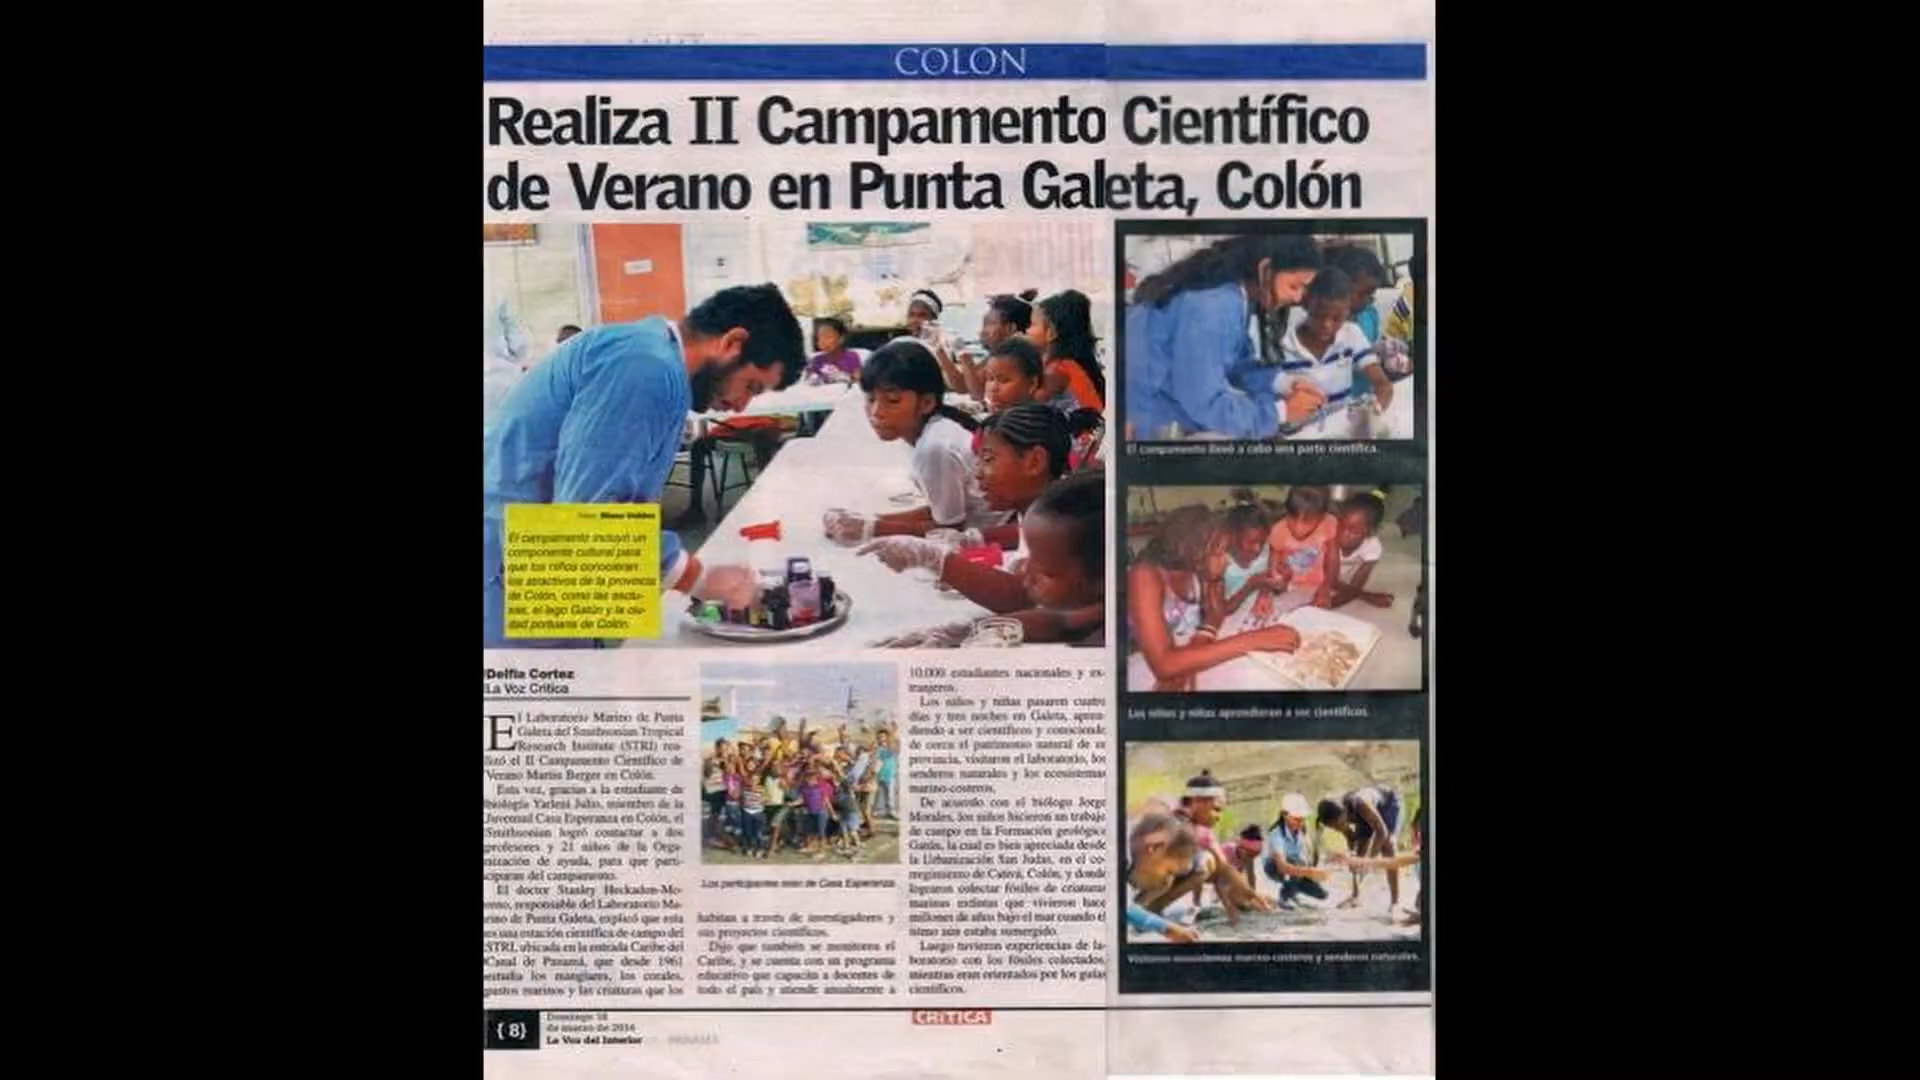 COLON
Realiza II Campamento Científico
de Verano en Punta Galeta, Colón
El campamento incluyó un
componente cultural para
que los niños conocieran
los atractivos de la provincia
de Colón, como las esclu-
sas, el lago Gatún y la ciu-
dad portuaria de Colón.
El campamento llevó a cabo una parte científica.
Los niños y niñas aprendieron a ser científicos.
Visitaron ecosistemas marino-costeros y senderos naturales.
Delfia Cortez
La Voz Crítica
El Laboratorio Marino de Punta
Galeta del Smithsonian Tropical
Research Institute (STRI) rea-
lizó el II Campamento Científico de
Verano Martin Berger en Colón.
Esta vez, gracias a la estudiante de
biología Yarleni Julio, miembro de la
Juventud Casa Esperanza en Colón, el
Smithsonian logró contactar a dos
profesores y 21 niños de la Orga-
nización de ayuda, para que parti-
ciparan del campamento.
El doctor Stanley Heckadon-Mo-
reno, responsable del Laboratorio Ma-
rino de Punta Galeta, explicó que esta
es una estación científica de campo del
STRI, ubicada en la entrada Caribe del
Canal de Panamá, que desde 1961
estudia los manglares, los corales,
pastos marinos y las criaturas que los
Los participantes eran de Casa Esperanza.
habitan a través de investigadores y
sus proyectos científicos.
Dijo que también se monitorea el
Caribe, y se cuenta con un programa
educativo que capacita a docentes de
todo el país y atiende anualmente a
10,000 estudiantes nacionales y ex-
tranjeros.
Los niños y niñas pasaron cuatro
días y tres noches en Galeta, apren-
diendo a ser científicos y conociendo
de cerca el patrimonio natural de su
provincia, visitaron el laboratorio, los
senderos naturales y los ecosistemas
marino-costeros.
De acuerdo con el biólogo Jorge
Morales, los niños hicieron un trabajo
de campo en la Formación geológica
Gatún, la cual es bien apreciada desde
la Urbanización San Judas, en el co-
rregimiento de Cativá, Colón, y donde
lograron colectar fósiles de criaturas
marinas extintas que vivieron hace
millones de años bajo el mar cuando el
istmo aún estaba sumergido.
Luego tuvieron experiencias de la-
boratorio con los fósiles colectados,
mientras eran orientados por los guías
científicos.
{ 8}
Domingo
de marzo de 2014
La Voz del Interior
CRÍTICA
PANAMÁ